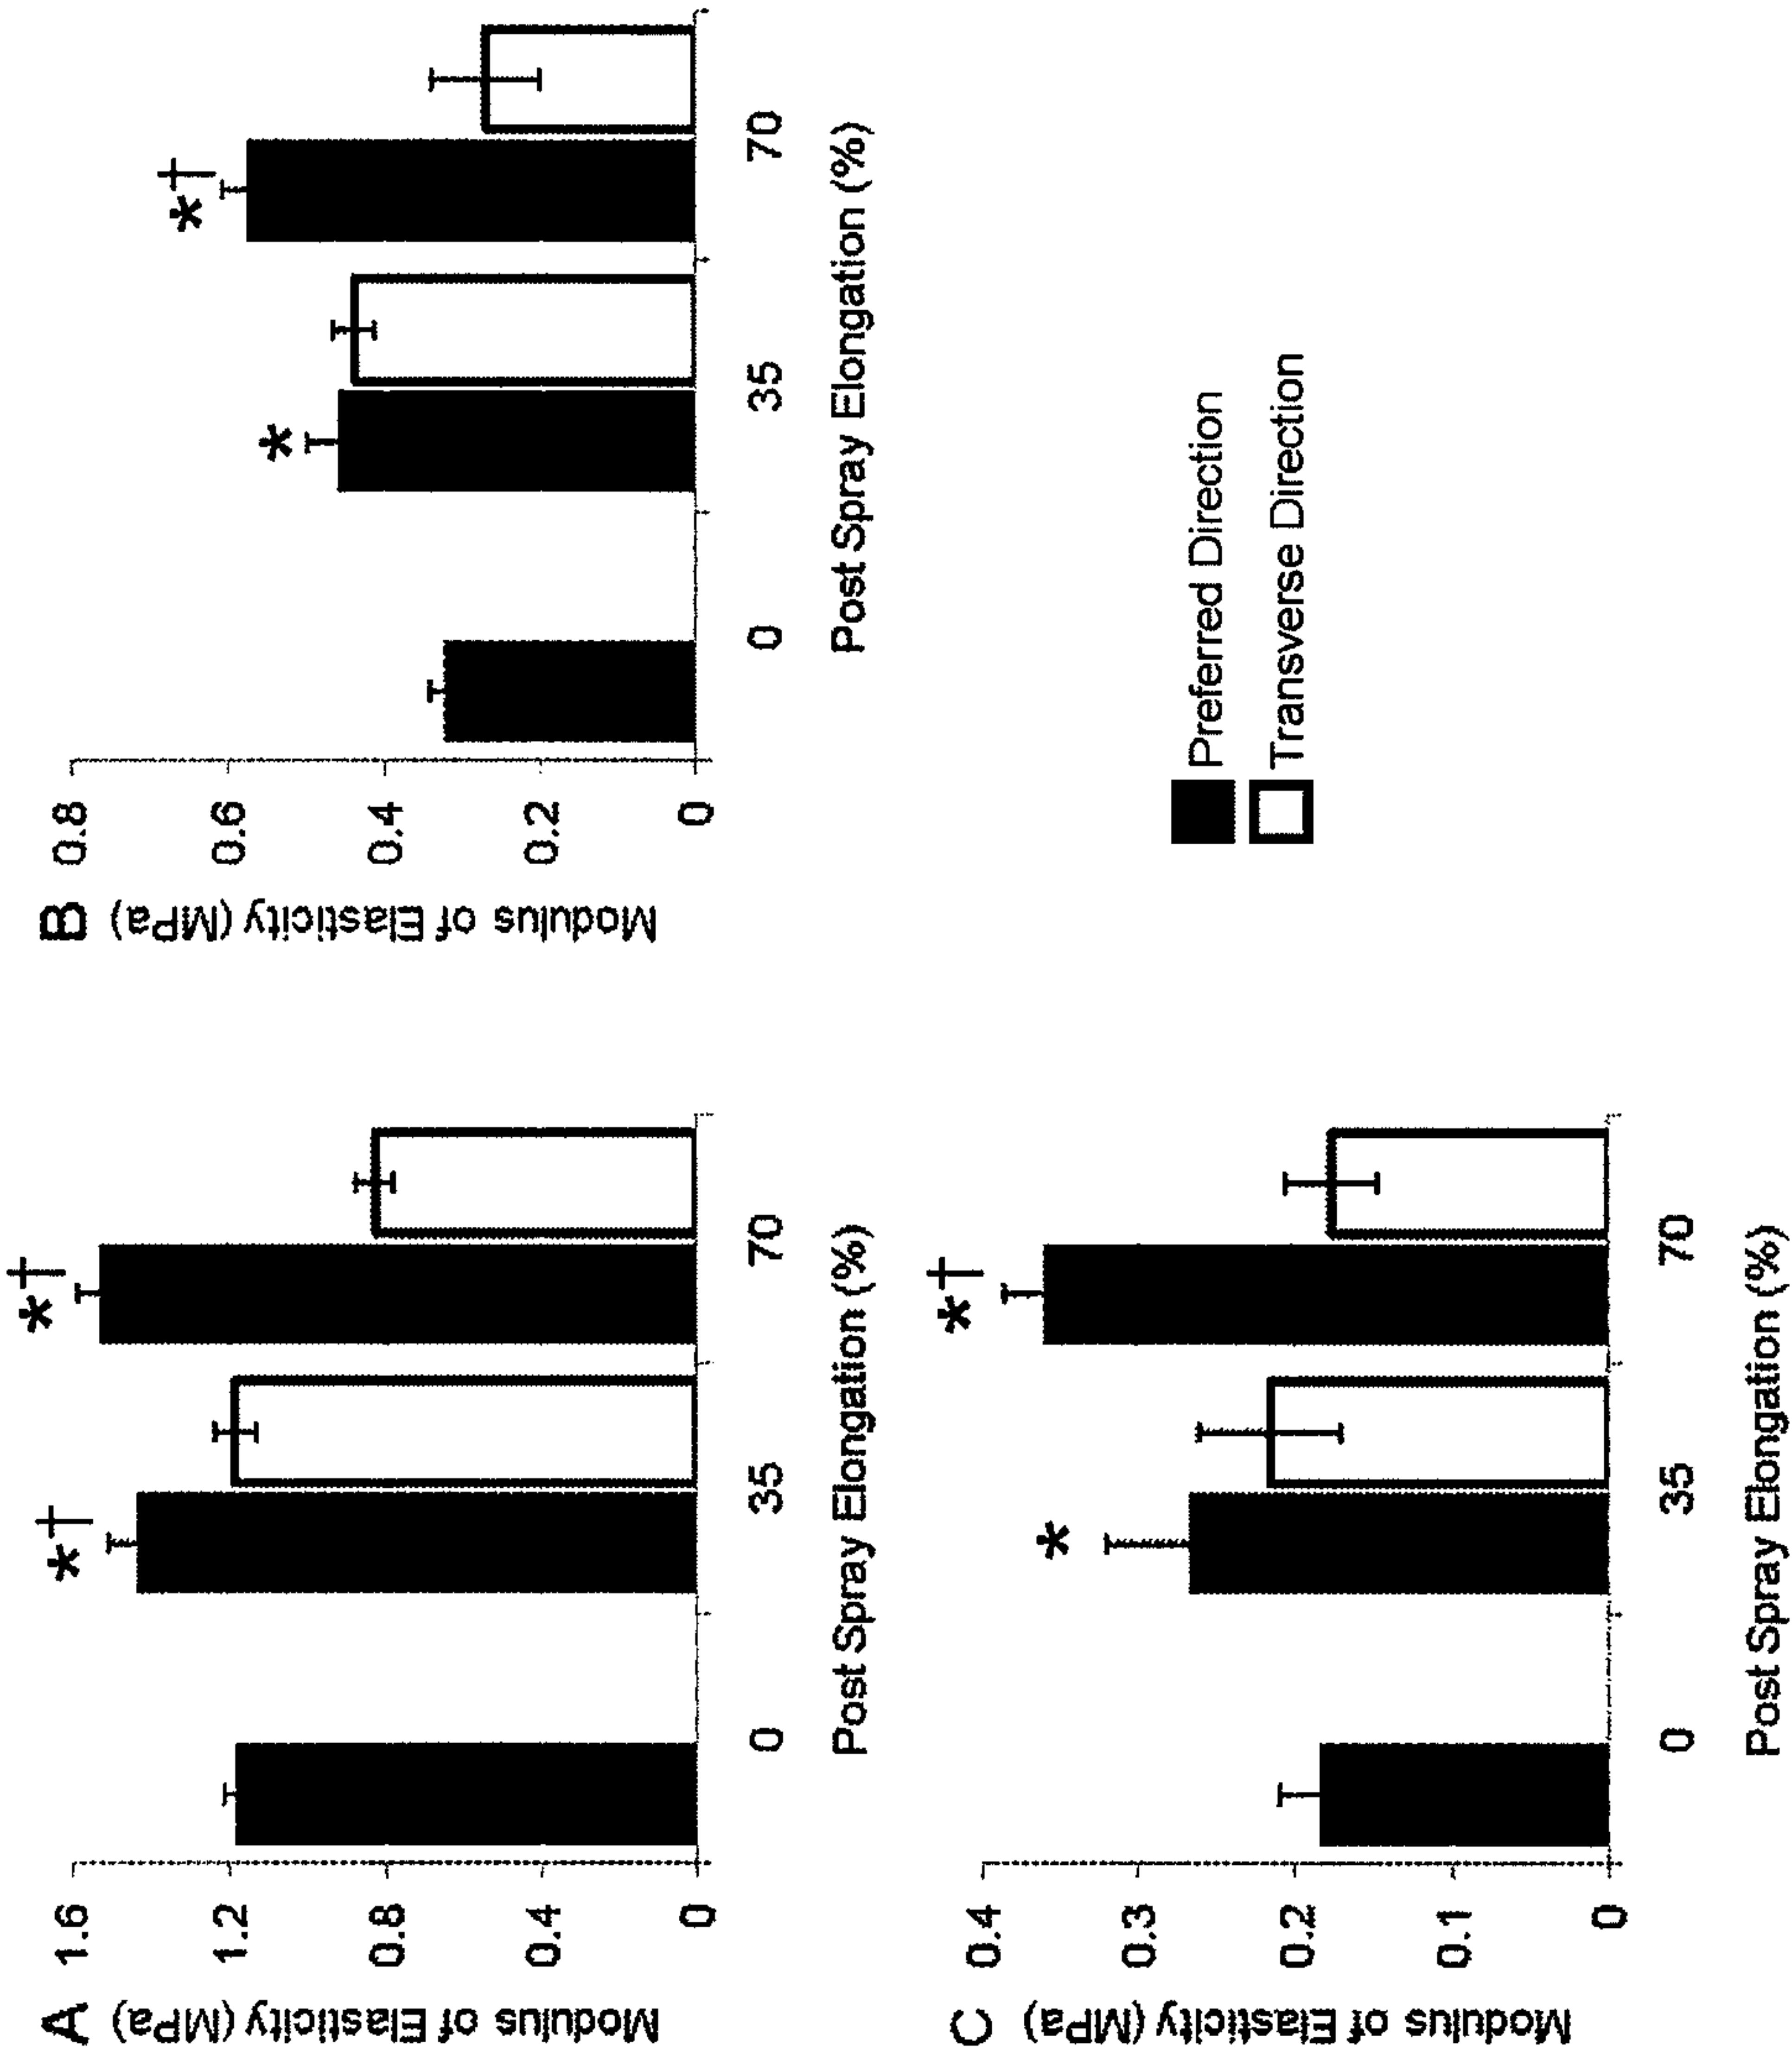 A
Modulus of Elasticity (MPa)
1.6
1.2
0.8
0.4
0
*†
*†
0
35
70
Post Spray Elongation (%)
B
Modulus of Elasticity (MPa)
0.8
0.6
0.4
0.2
0
*
*†
0
35
70
Post Spray Elongation (%)
C
Modulus of Elasticity (MPa)
0.4
0.3
0.2
0.1
0
*
*†
0
35
70
Post Spray Elongation (%)
Preferred Direction
Transverse Direction